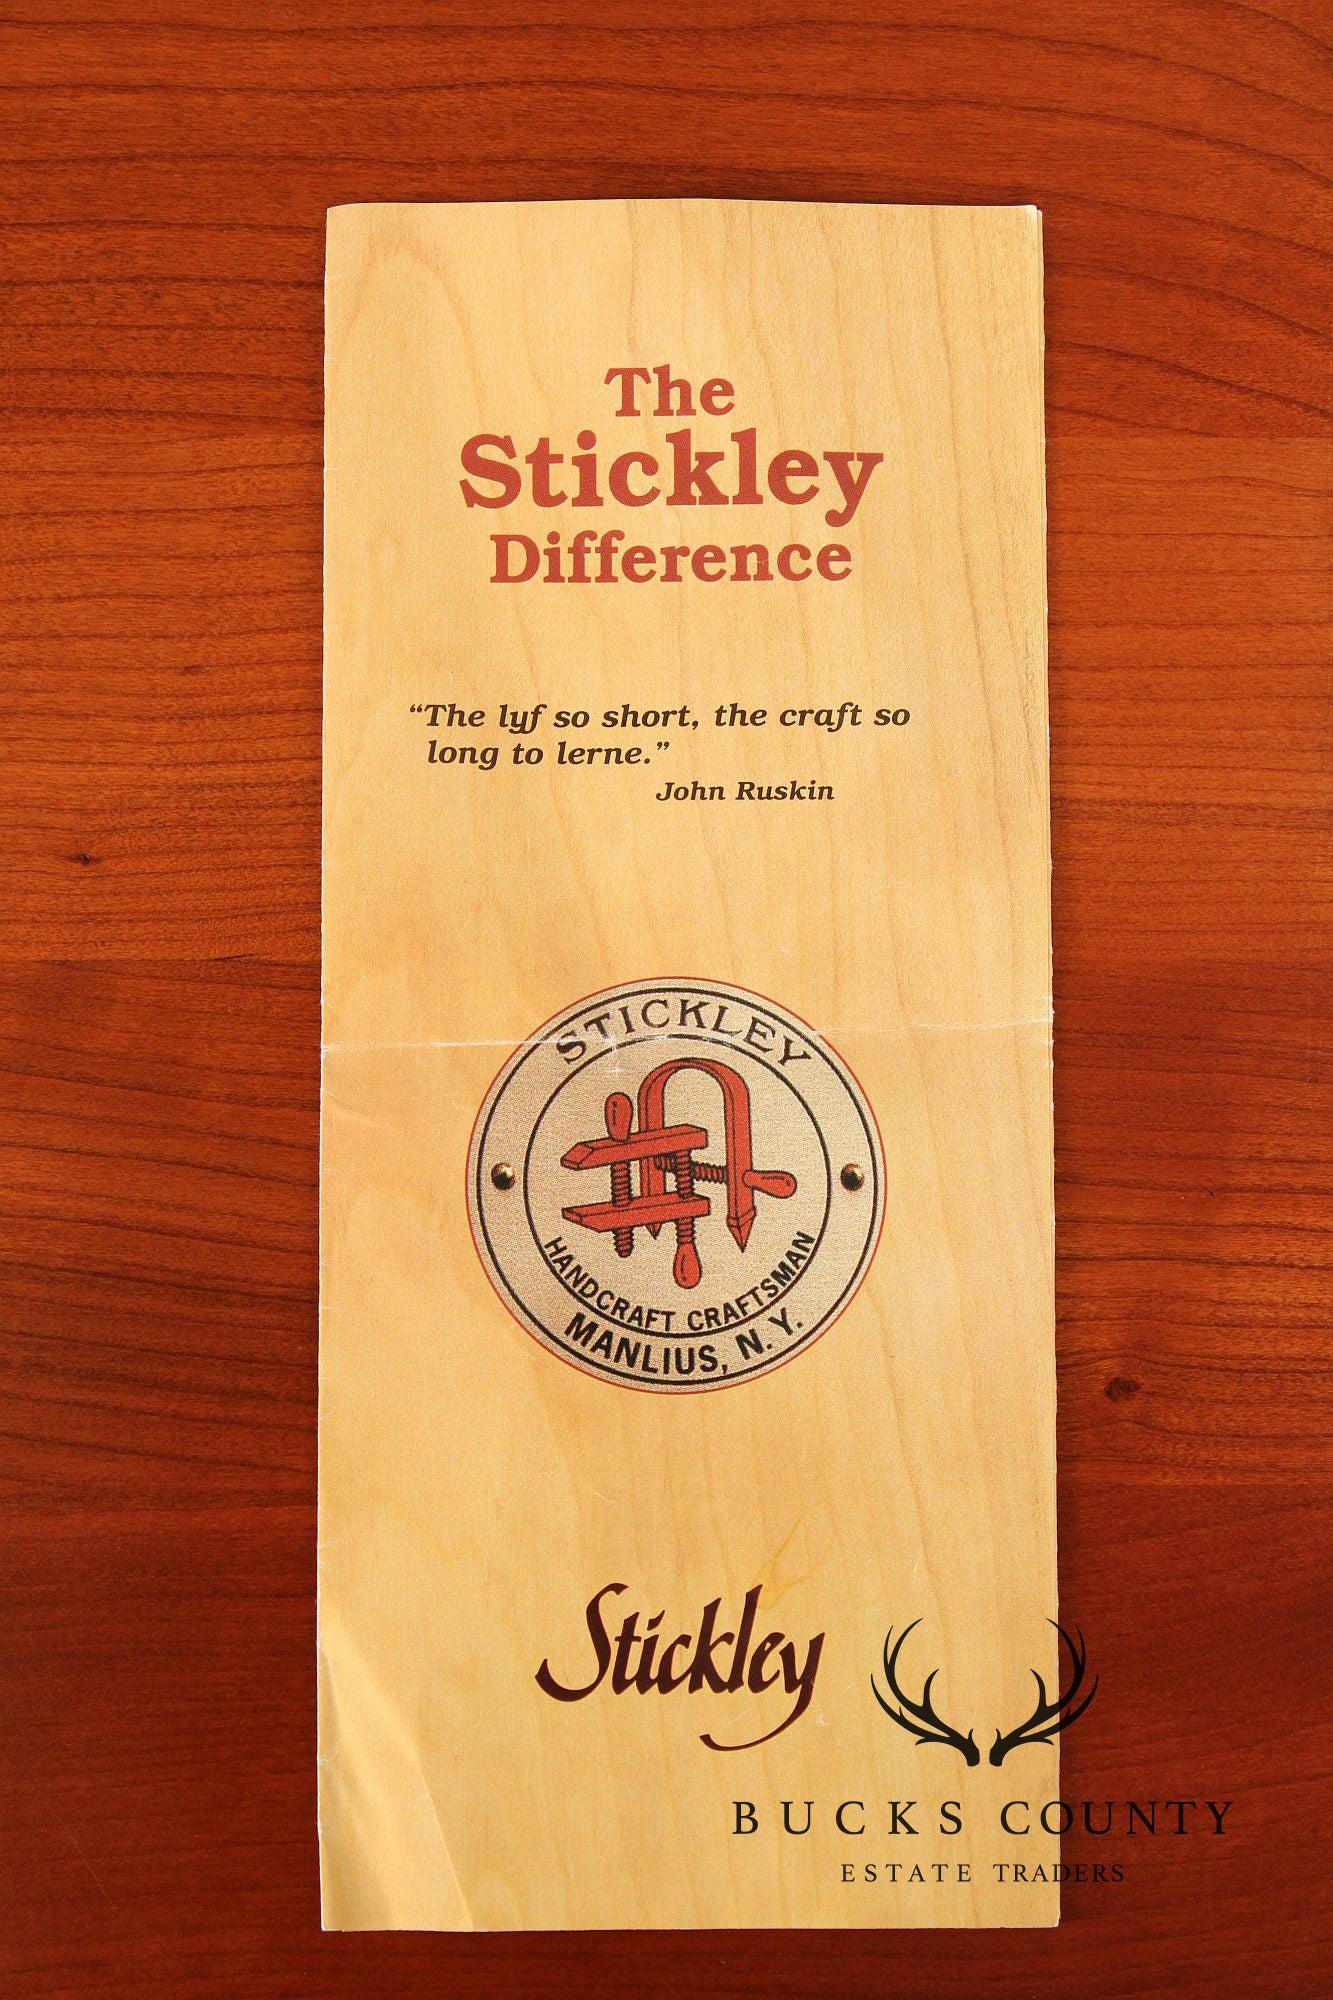 The
Stickley
Difference
“The lyf so short, the craft so
long to lerne.”
John Ruskin
STICKLEY
HANDCRAFT CRAFTSMAN
MANLIUS, N. Y.
Stickley
BUCKS COUNTY
ESTATE TRADERS